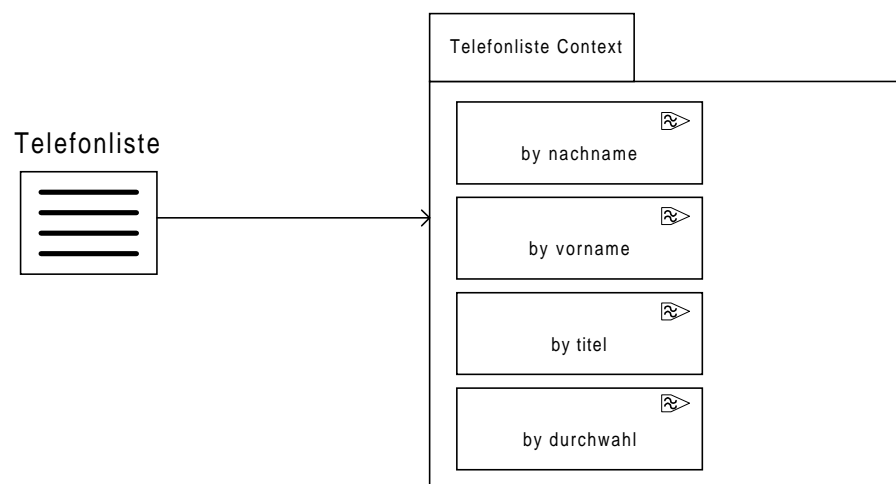 Telefonliste Context
Telefonliste
by nachname
by vorname
by titel
by durchwahl